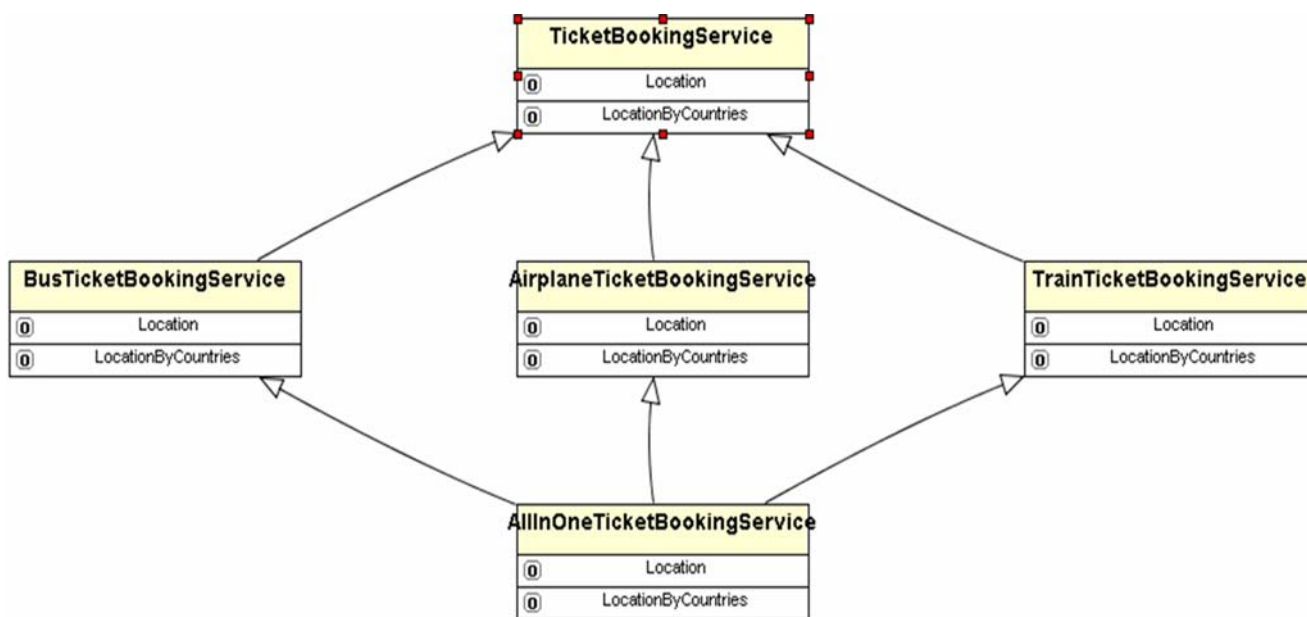 TicketBookingService
0 Location
0 LocationByCountries
BusTicketBookingService
0 Location
0 LocationByCountries
AirplaneTicketBookingService
0 Location
0 LocationByCountries
TrainTicketBookingService
0 Location
0 LocationByCountries
AllInOneTicketBookingService
0 Location
0 LocationByCountries